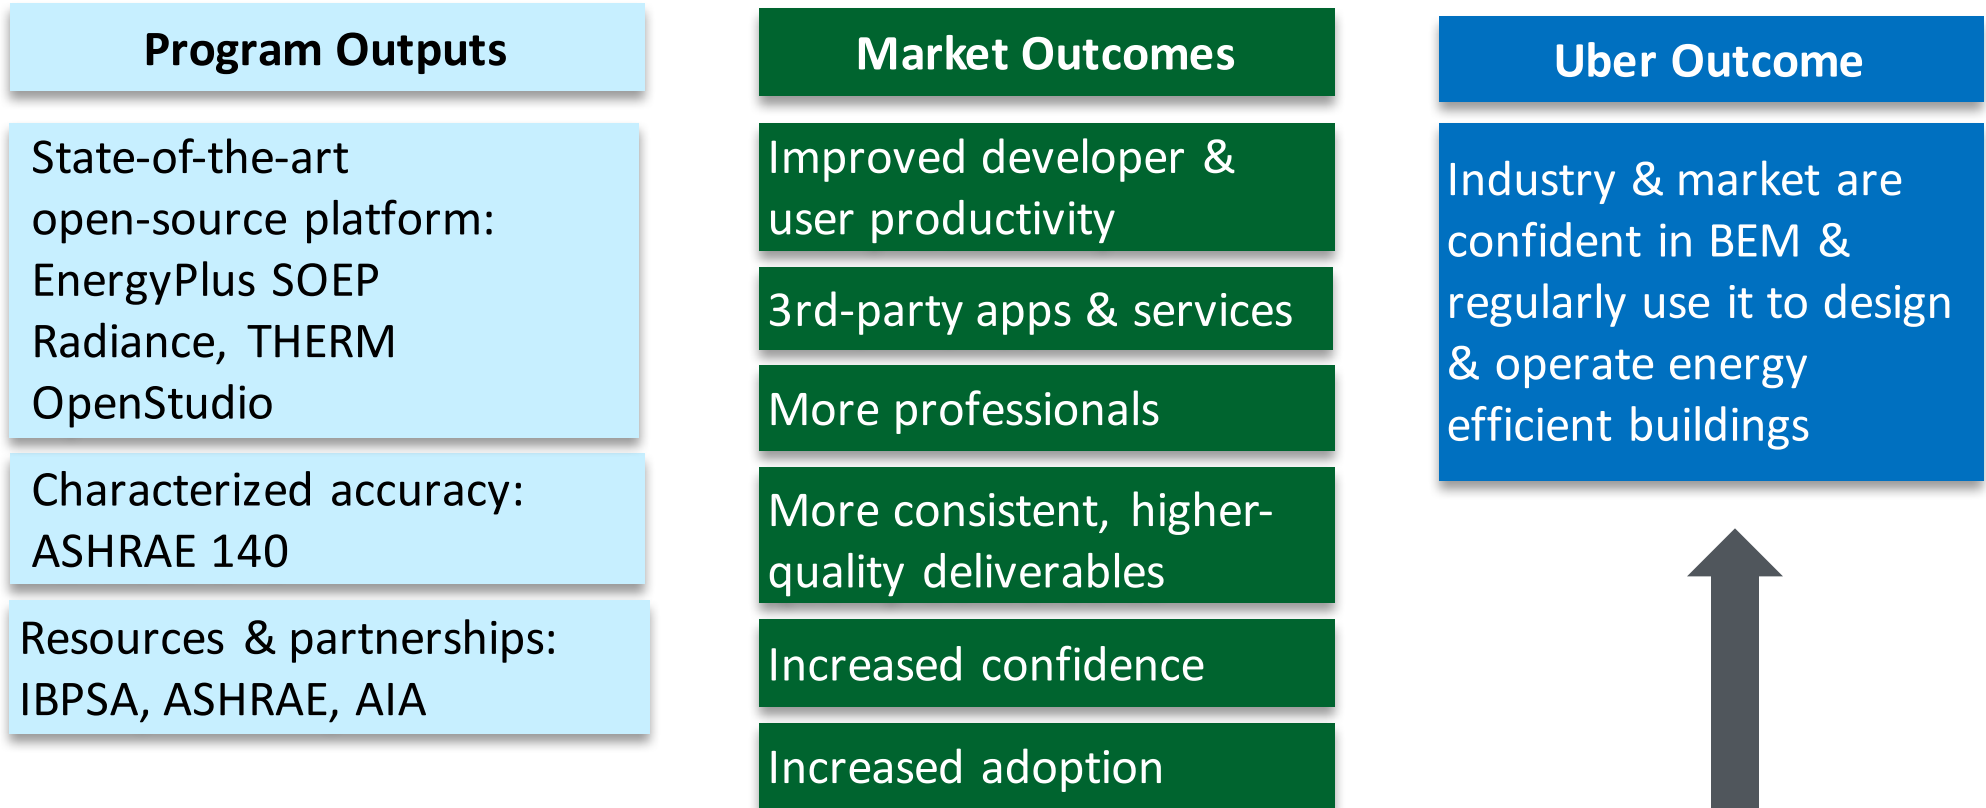 Program Outputs
State-of-the-art
open-source platform:
EnergyPlus SOEP
Radiance, THERM
OpenStudio
Characterized accuracy:
ASHRAE 140
Resources & partnerships:
IBPSA, ASHRAE, AIA
Market Outcomes
Improved developer &
user productivity
3rd-party apps & services
More professionals
More consistent, higher-
quality deliverables
Increased confidence
Increased adoption
Uber Outcome
Industry & market are
confident in BEM &
regularly use it to design
& operate energy
efficient buildings